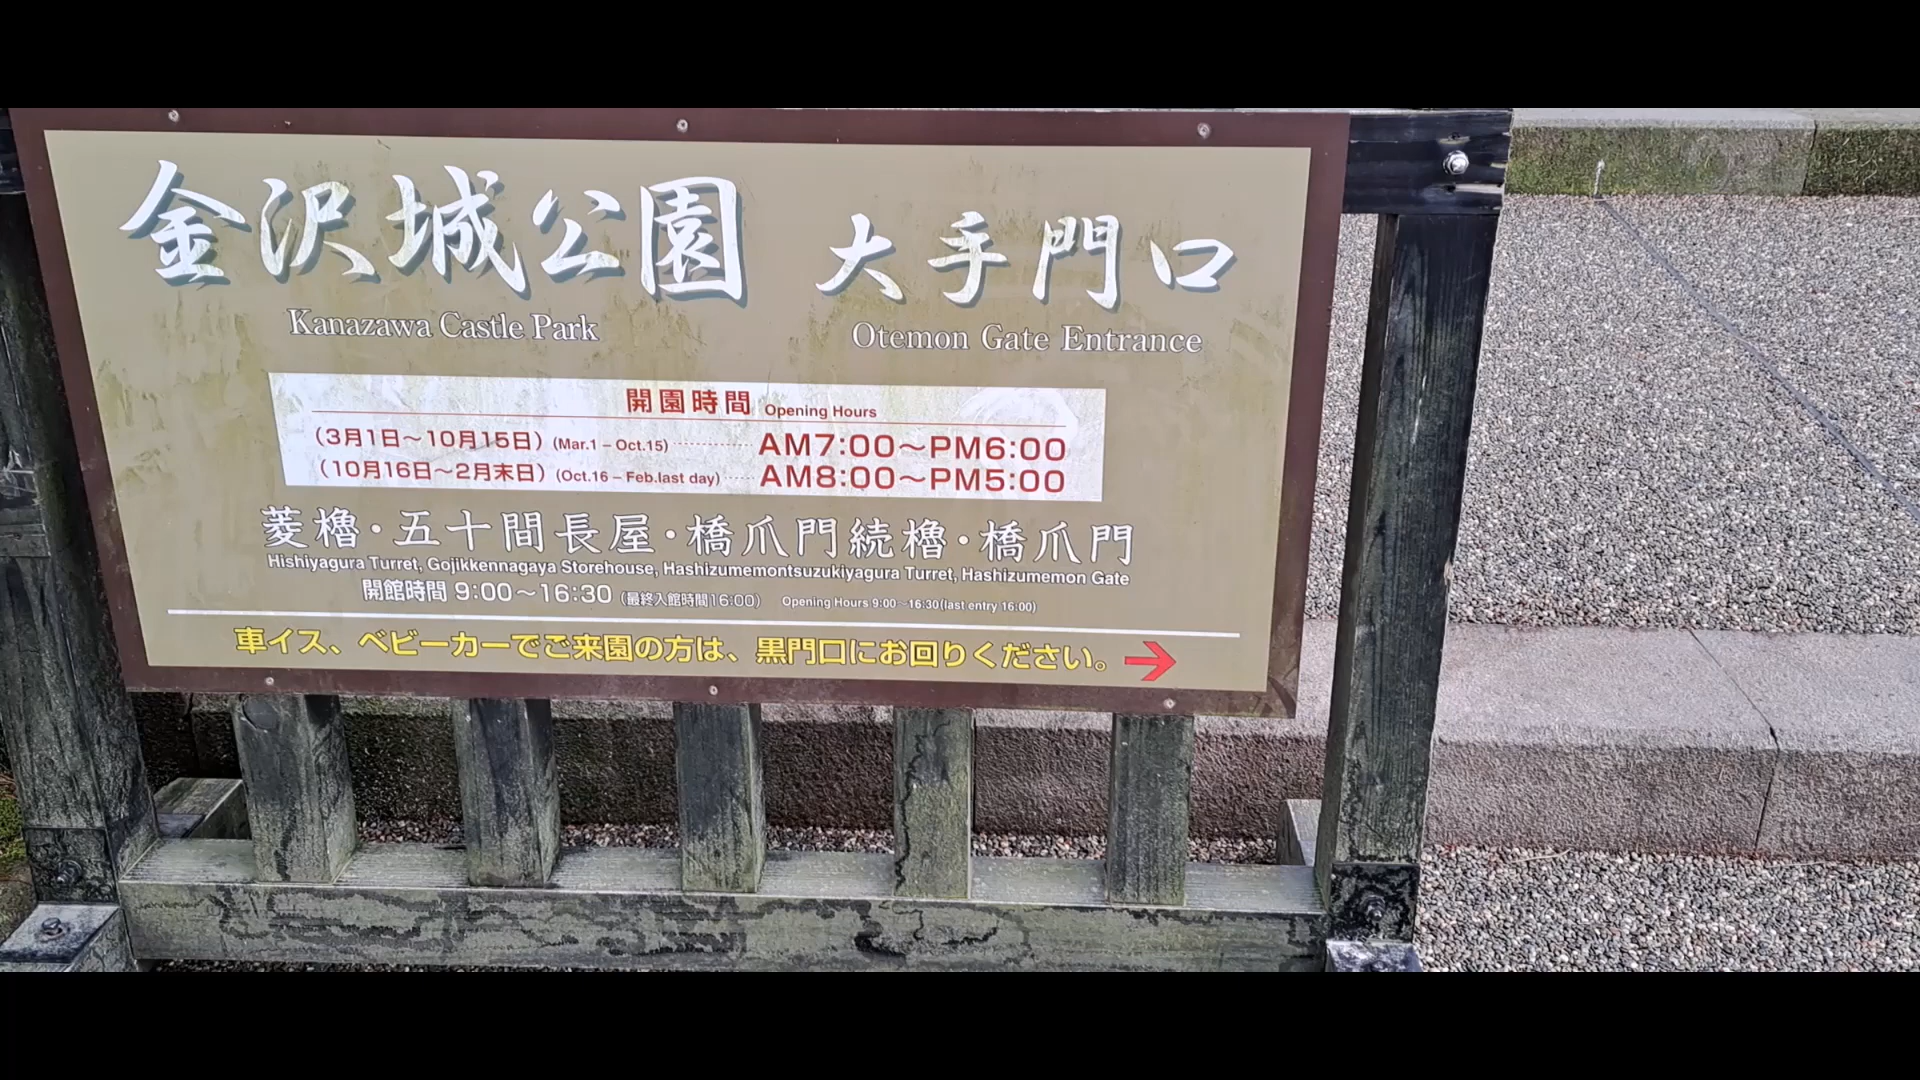 金沢城公園 大手門口
Kanazawa Castle Park Otemon Gate Entrance
開園時間 Opening Hours
(3月1日～10月15日) (Mar.1 – Oct.15) ............ AM7:00～PM6:00
(10月16日～2月末日) (Oct.16 – Feb.last day) ...... AM8:00～PM5:00
菱櫓・五十間長屋・橋爪門続櫓・橋爪門
Hishiyagura Turret, Gojikkennagaya Storehouse, Hashizumemontsuzukiyagura Turret, Hashizumemon Gate
開館時間 9:00～16:30 (最終入館時間16:00) Opening Hours 9:00～16:30(last entry 16:00)
車イス、ベビーカーでご来園の方は、黒門口にお回りください。→